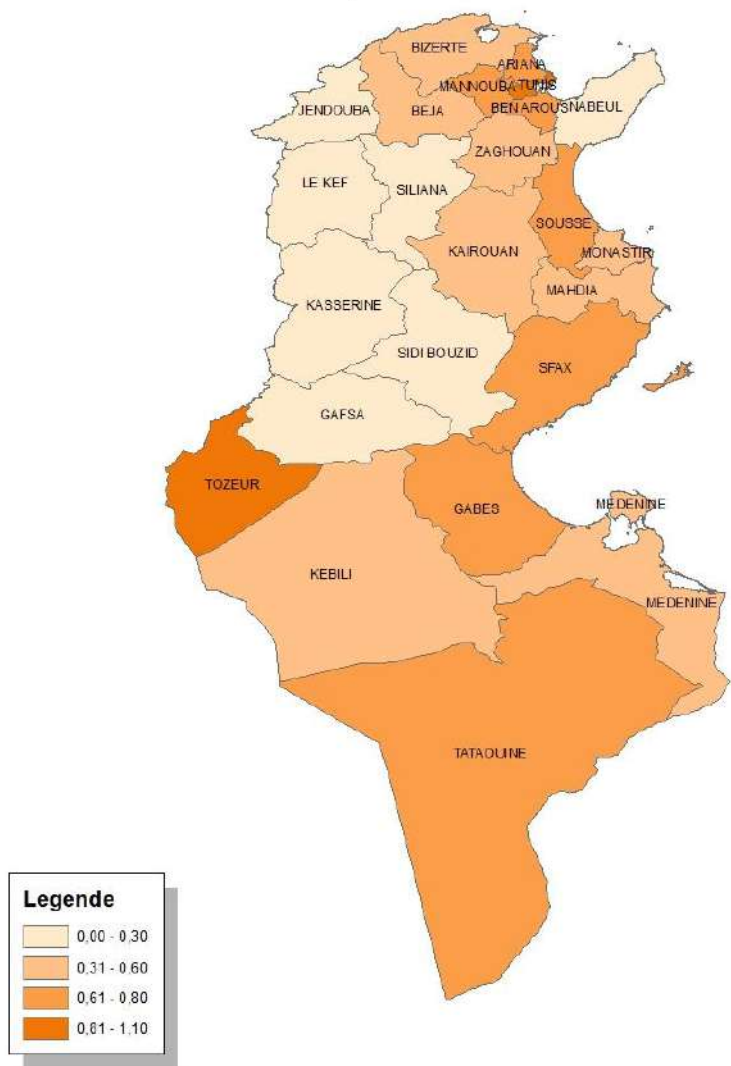 BIZERTE
ARIANA
MANNOUBA
TUNIS
JENDOUBA
BEJA
BEN AROUS
NABEUL
ZAGHOUAN
LE KEF
SILIANA
SOUSSE
KAIROUAN
MONASTIR
MAHDIA
KASSERINE
SIDI BOUZID
SFAX
GAFSA
TOZEUR
GABES
MEDENINE
KEBILI
MEDENINE
TATAOUINE
Legende
0,00 - 0,30
0,31 - 0,60
0,61 - 0,80
0,81 - 1,10